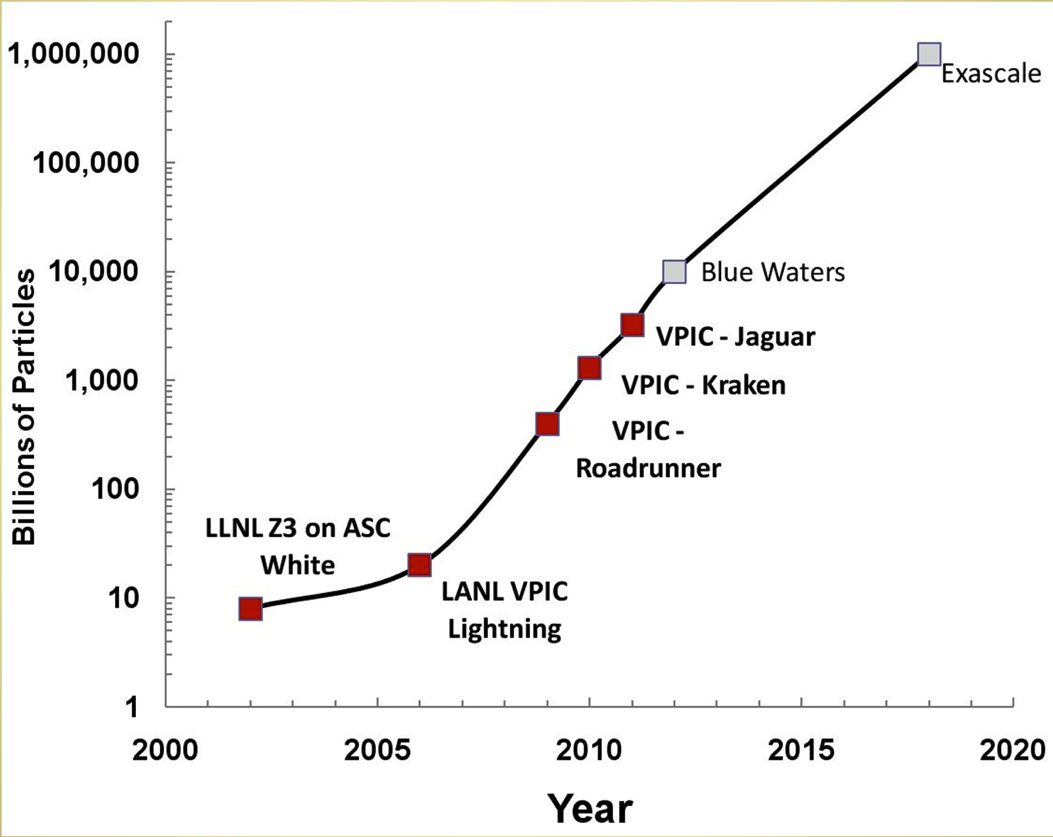 1,000,000
Exascale
100,000
10,000
Blue Waters
VPIC - Jaguar
1,000
VPIC - Kraken
VPIC -
Roadrunner
100
LLNL Z3 on ASC
White
10
LANL VPIC
Lightning
1
Billions of Particles
2000 2005 2010 2015 2020
Year